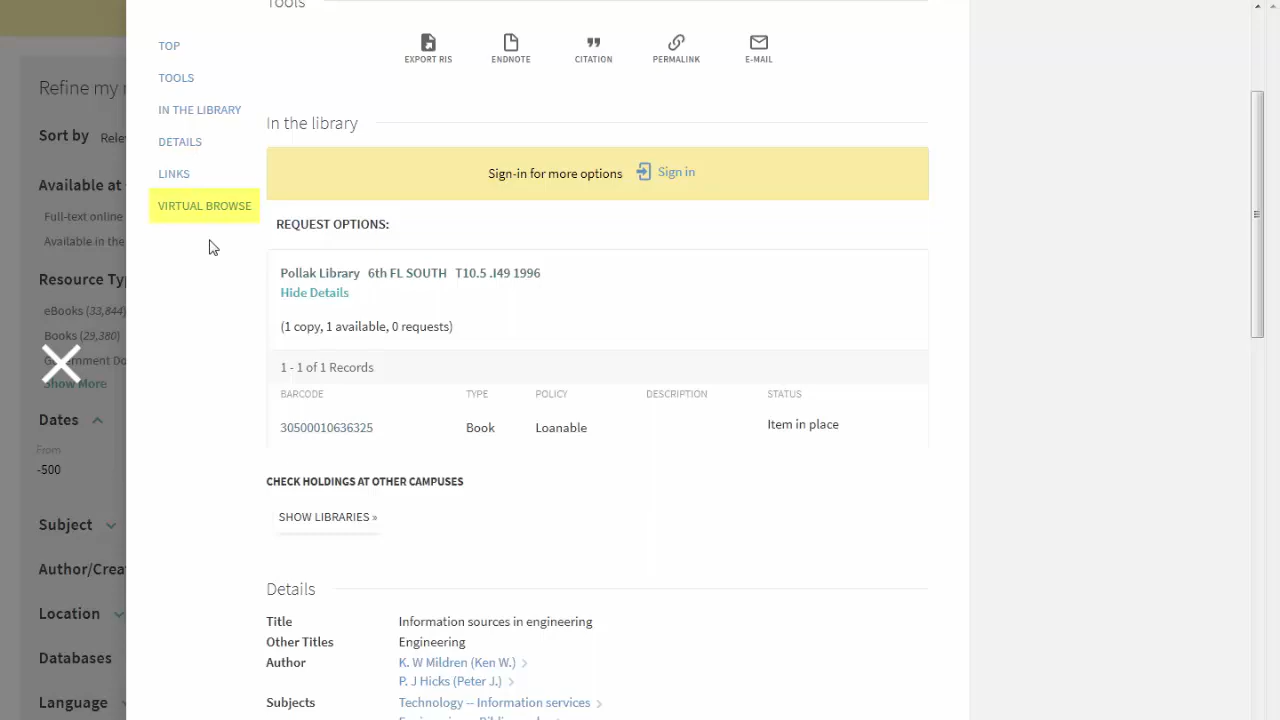 Tools
TOP
TOOLS
IN THE LIBRARY
DETAILS
LINKS
VIRTUAL BROWSE
EXPORT RIS
ENDNOTE
CITATION
PERMALINK
E-MAIL
In the library
Sign-in for more options Sign in
REQUEST OPTIONS:
Pollak Library 6th FL SOUTH T10.5 .I49 1996
Hide Details
(1 copy, 1 available, 0 requests)
1 - 1 of 1 Records
BARCODE TYPE POLICY DESCRIPTION STATUS
30500010636325 Book Loanable Item in place
CHECK HOLDINGS AT OTHER CAMPUSES
SHOW LIBRARIES »
Details
Title Information sources in engineering
Other Titles Engineering
Author K. W Mildren (Ken W.)
P. J Hicks (Peter J.)
Subjects Technology -- Information services
Refine my
Sort by
Available at
Full-text online
Available in the
Resource
eBooks (33,844)
Books (29,380)
Show More
Dates
From
-500
Subject
Location
Databases
Language